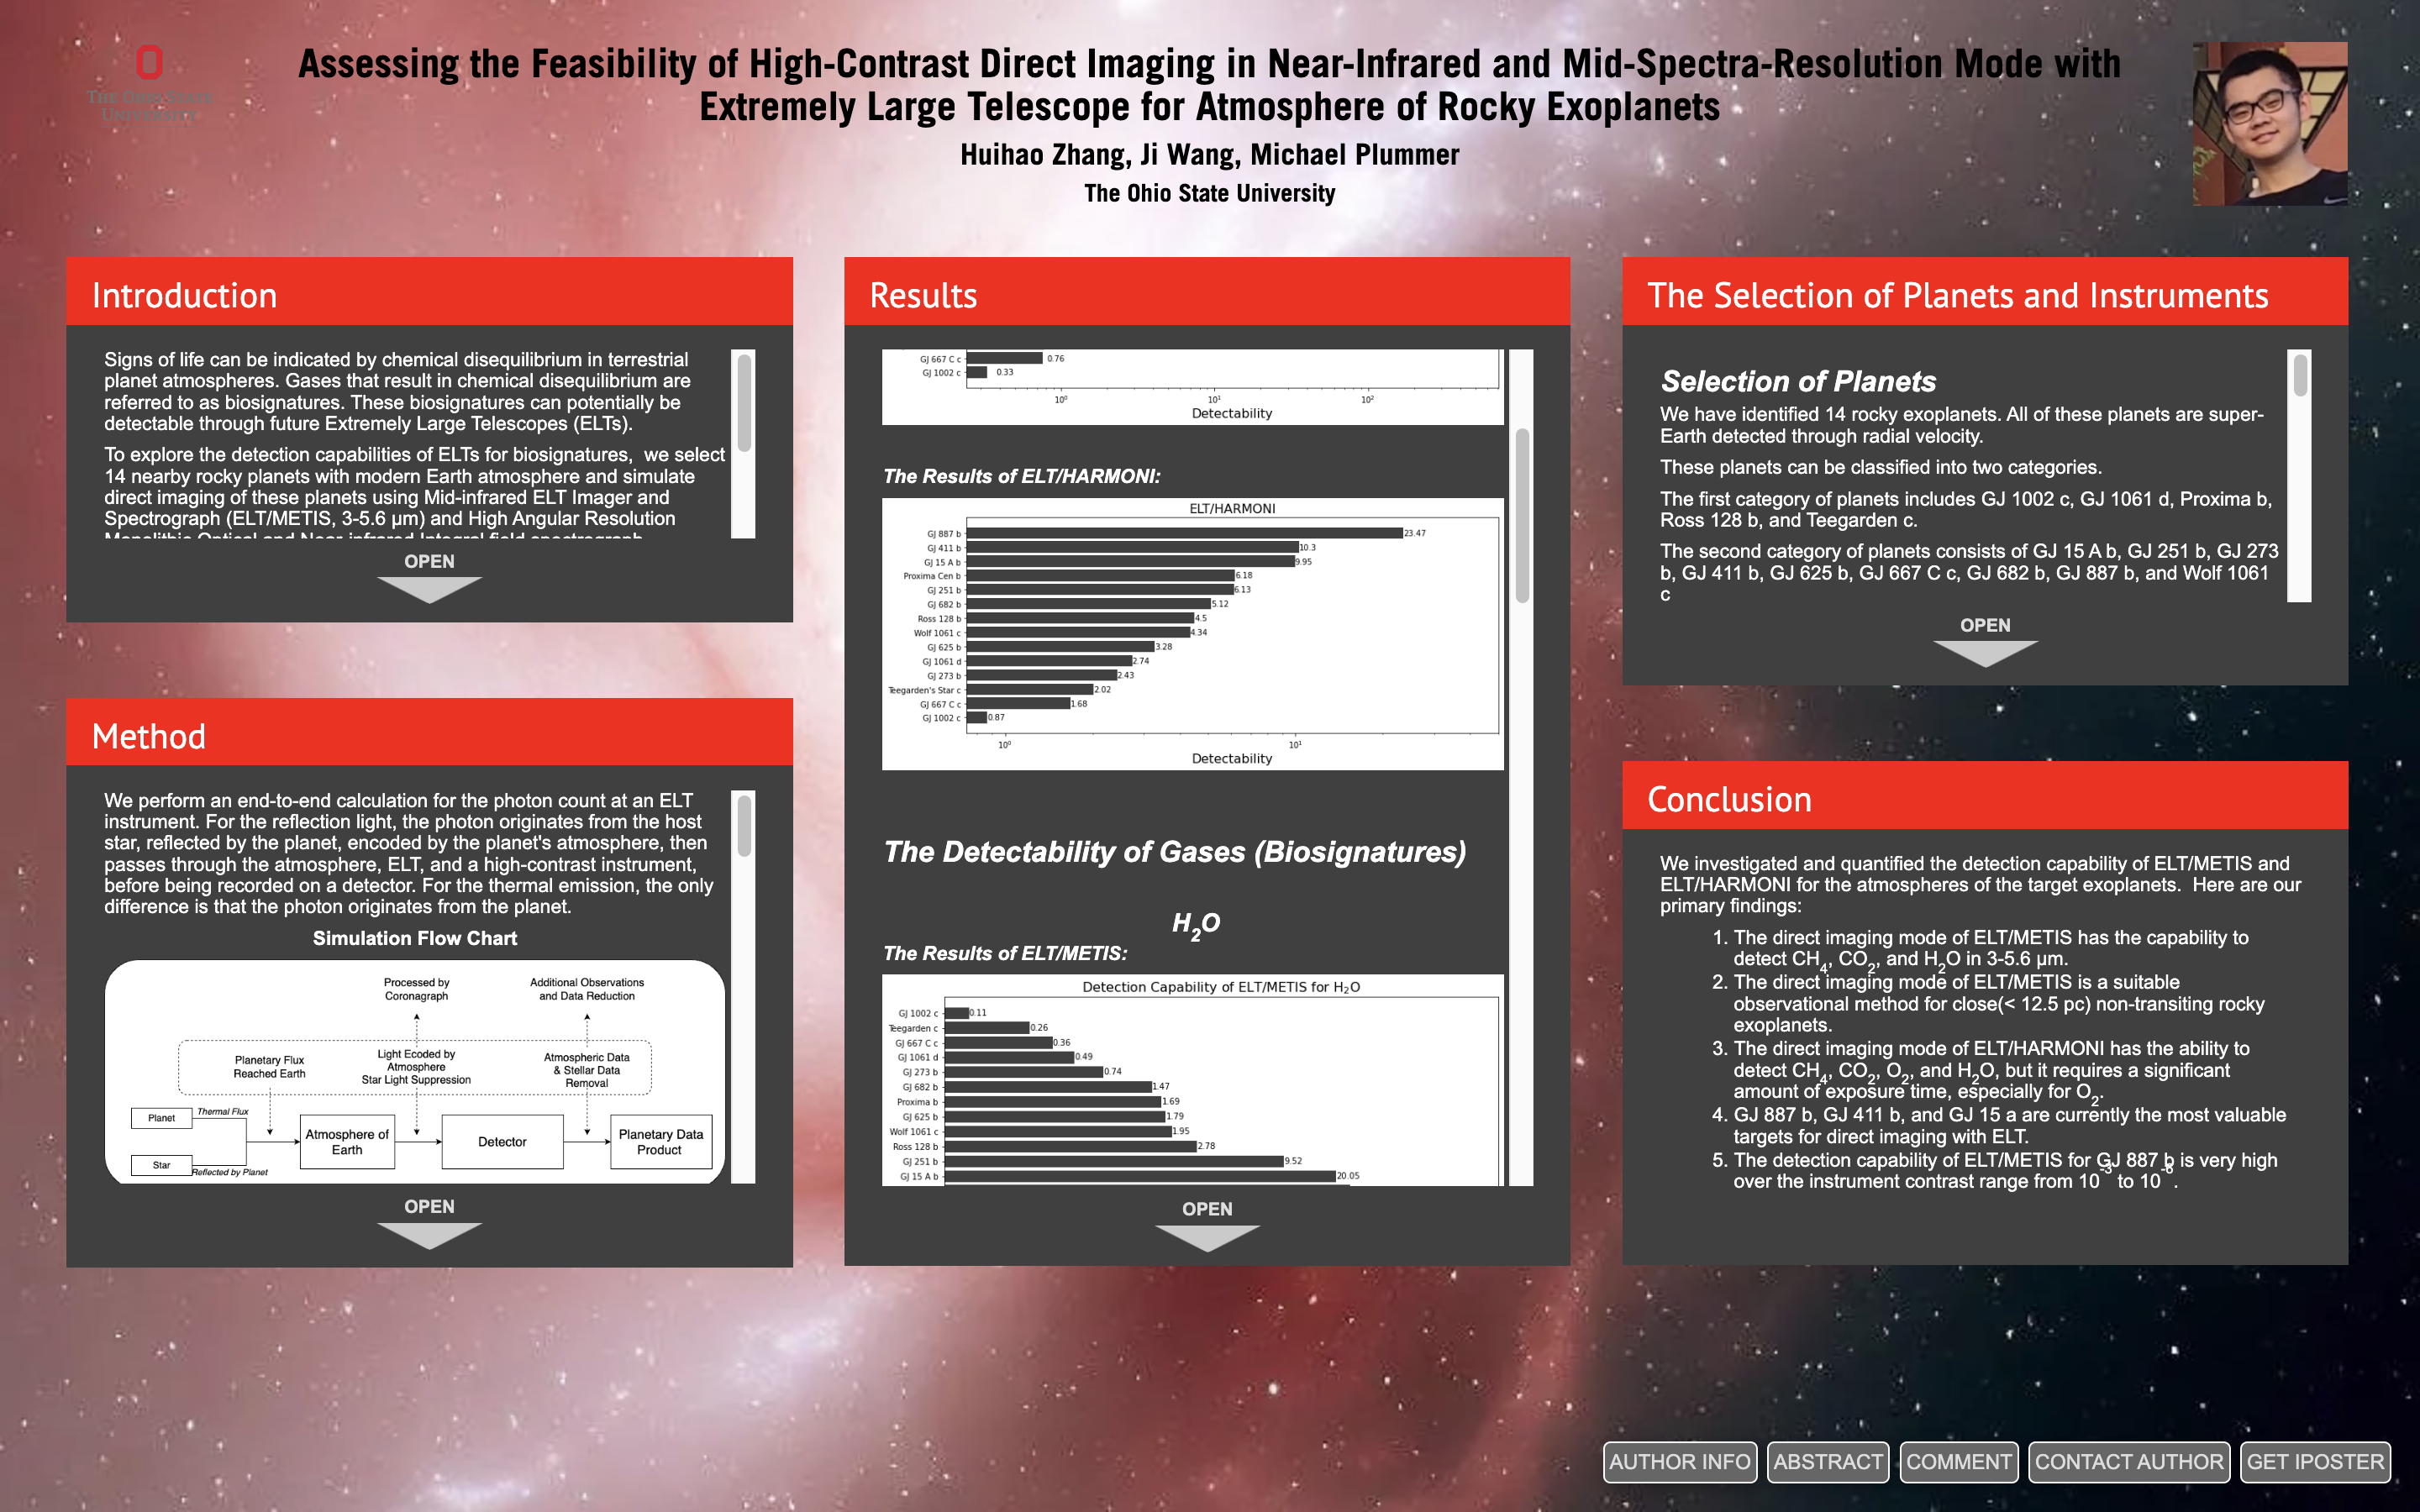 O
THE OHIO STATE
UNIVERSITY
Assessing the Feasibility of High-Contrast Direct Imaging in Near-Infrared and Mid-Spectra-Resolution Mode with
Extremely Large Telescope for Atmosphere of Rocky Exoplanets
Huihao Zhang, Ji Wang, Michael Plummer
The Ohio State University
Introduction
Signs of life can be indicated by chemical disequilibrium in terrestrial
planet atmospheres. Gases that result in chemical disequilibrium are
referred to as biosignatures. These biosignatures can potentially be
detectable through future Extremely Large Telescopes (ELTs).
To explore the detection capabilities of ELTs for biosignatures, we select
14 nearby rocky planets with modern Earth atmosphere and simulate
direct imaging of these planets using Mid-infrared ELT Imager and
Spectrograph (ELT/METIS, 3-5.6 μm) and High Angular Resolution
Monolithic Optical and Near-infrared Integral field spectrograph
OPEN
Method
We perform an end-to-end calculation for the photon count at an ELT
instrument. For the reflection light, the photon originates from the host
star, reflected by the planet, encoded by the planet's atmosphere, then
passes through the atmosphere, ELT, and a high-contrast instrument,
before being recorded on a detector. For the thermal emission, the only
difference is that the photon originates from the planet.
Simulation Flow Chart
Processed by
Coronagraph
Additional Observations
and Data Reduction
Planetary Flux
Reached Earth
Light Ecoded by
Atmosphere
Star Light Suppression
Atmospheric Data
& Stellar Data
Removal
Planet
Thermal Flux
Star
Reflected by Planet
Atmosphere of
Earth
Detector
Planetary Data
Product
OPEN
Results
GJ 667 C c 0.76
GJ 1002 c 0.33
10⁰ 10¹ 10²
Detectability
The Results of ELT/HARMONI:
ELT/HARMONI
GJ 887 b 23.47
GJ 411 b 10.3
GJ 15 A b 9.95
Proxima Cen b 6.18
GJ 251 b 6.13
GJ 682 b 5.12
Ross 128 b 4.5
Wolf 1061 c 4.34
GJ 625 b 3.28
GJ 1061 d 2.74
GJ 273 b 2.43
Teegarden's Star c 2.02
GJ 667 C c 1.68
GJ 1002 c 0.87
10⁰ 10¹
Detectability
The Detectability of Gases (Biosignatures)
H₂O
The Results of ELT/METIS:
Detection Capability of ELT/METIS for H₂O
GJ 1002 c 0.11
Teegarden c 0.26
GJ 667 C c 0.36
GJ 1061 d 0.49
GJ 273 b 0.74
GJ 682 b 1.47
Proxima b 1.69
GJ 625 b 1.79
Wolf 1061 c 1.95
Ross 128 b 2.78
GJ 251 b 9.52
GJ 15 A b 20.05
OPEN
The Selection of Planets and Instruments
Selection of Planets
We have identified 14 rocky exoplanets. All of these planets are super-
Earth detected through radial velocity.
These planets can be classified into two categories.
The first category of planets includes GJ 1002 c, GJ 1061 d, Proxima b,
Ross 128 b, and Teegarden c.
The second category of planets consists of GJ 15 A b, GJ 251 b, GJ 273
b, GJ 411 b, GJ 625 b, GJ 667 C c, GJ 682 b, GJ 887 b, and Wolf 1061
c
OPEN
Conclusion
We investigated and quantified the detection capability of ELT/METIS and
ELT/HARMONI for the atmospheres of the target exoplanets. Here are our
primary findings:
1. The direct imaging mode of ELT/METIS has the capability to
detect CH₄, CO₂, and H₂O in 3-5.6 μm.
2. The direct imaging mode of ELT/METIS is a suitable
observational method for close(< 12.5 pc) non-transiting rocky
exoplanets.
3. The direct imaging mode of ELT/HARMONI has the ability to
detect CH₄, CO₂, O₂, and H₂O, but it requires a significant
amount of exposure time, especially for O₂.
4. GJ 887 b, GJ 411 b, and GJ 15 a are currently the most valuable
targets for direct imaging with ELT.
5. The detection capability of ELT/METIS for GJ 887 b is very high
over the instrument contrast range from 10⁻³ to 10⁻⁶.
AUTHOR INFO
ABSTRACT
COMMENT
CONTACT AUTHOR
GET IPOSTER